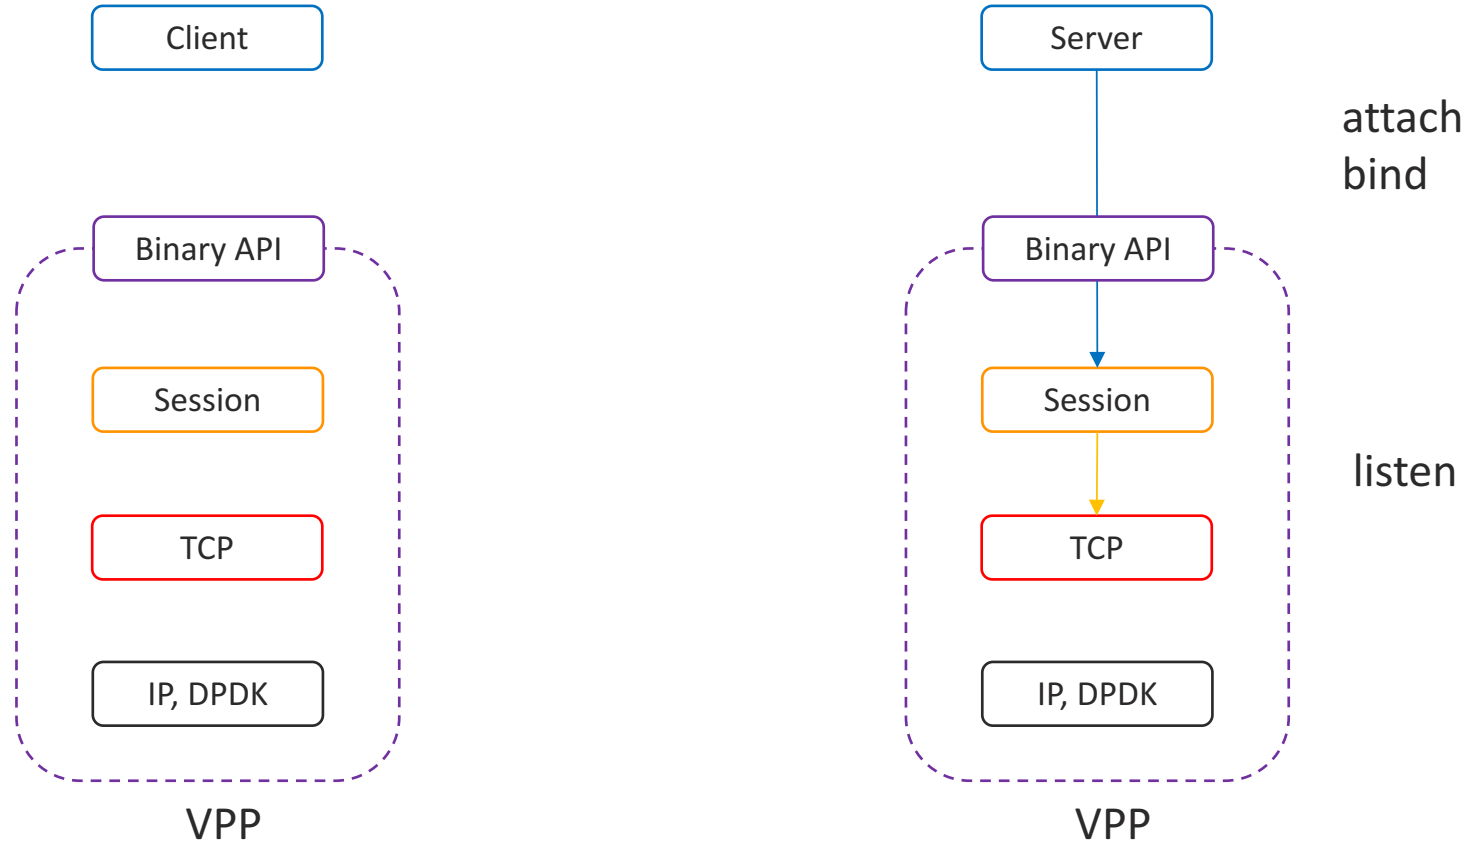 Client
Server
attach
bind
Binary API
Binary API
Session
Session
listen
TCP
TCP
IP, DPDK
IP, DPDK
VPP
VPP